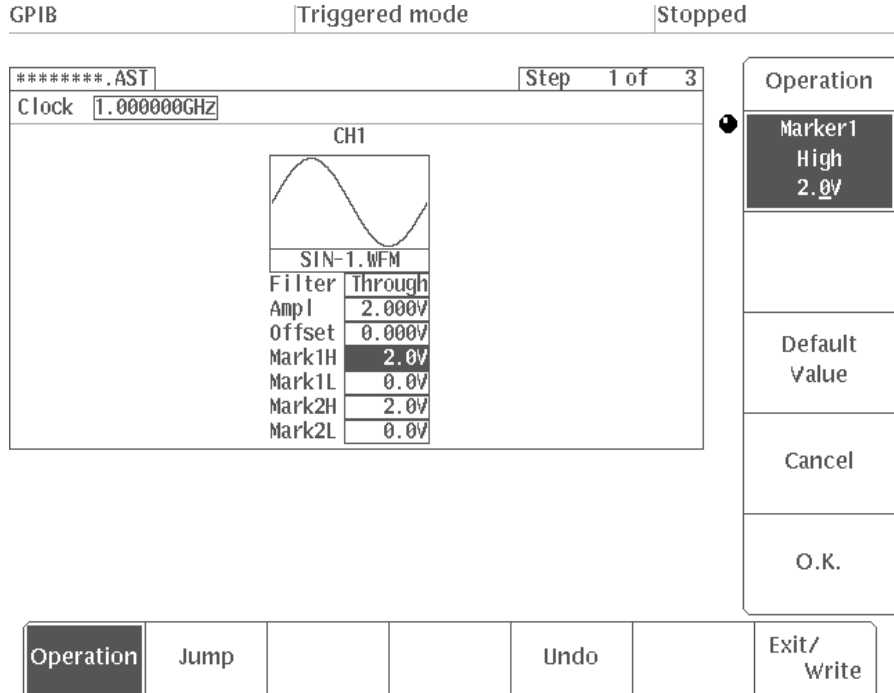 GPIB Triggered mode Stopped
********.AST Step 1 of 3
Clock 1.000000GHz
CH1
SIN-1.WFM
Filter Through
Ampl 2.000V
Offset 0.000V
Mark1H 2.0V
Mark1L 0.0V
Mark2H 2.0V
Mark2L 0.0V
Operation
Marker1
High
2.0V
Default
Value
Cancel
O.K.
Operation Jump Undo Exit/
Write